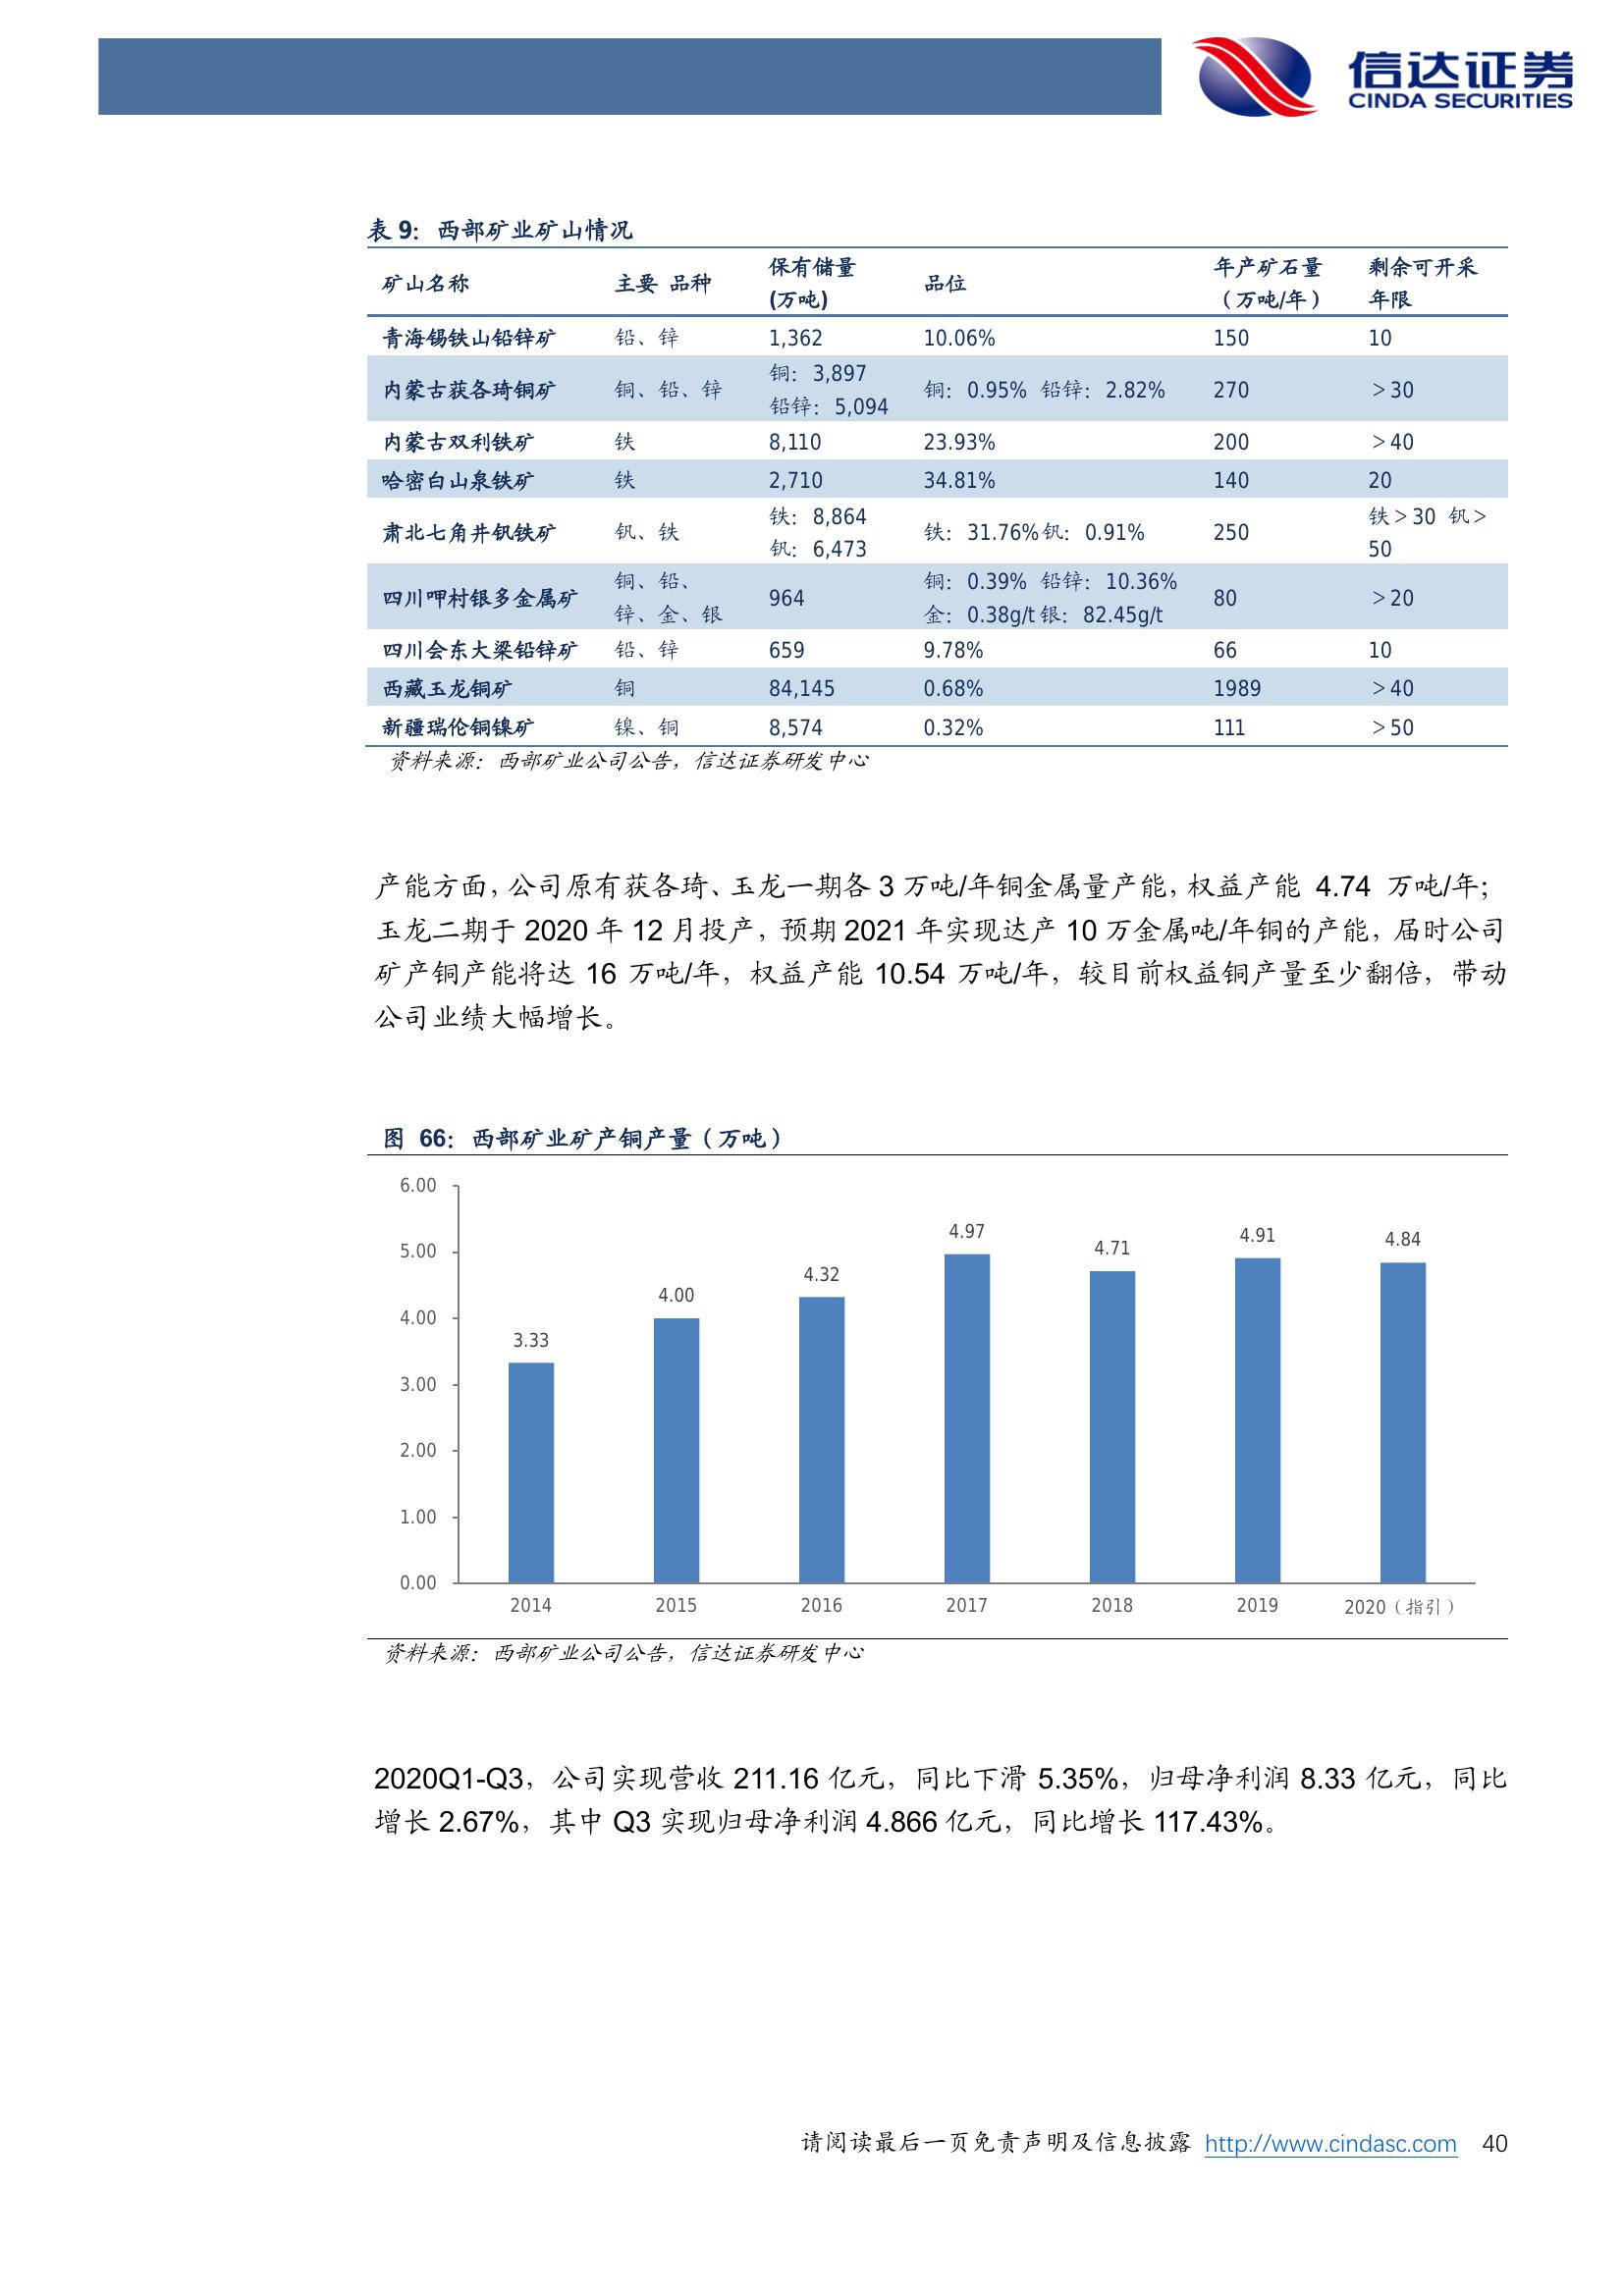 信达证券
CINDA SECURITIES
表 9：西部矿业矿山情况
矿山名称 主要 品种 保有储量(万吨) 品位 年产矿石量（万吨/年） 剩余可开采年限
青海锡铁山铅锌矿 铅、锌 1,362 10.06% 150 10
内蒙古获各琦铜矿 铜、铅、锌 铜：3,897 铅锌：5,094 铜：0.95% 铅锌：2.82% 270 ＞30
内蒙古双利铁矿 铁 8,110 23.93% 200 ＞40
哈密白山泉铁矿 铁 2,710 34.81% 140 20
肃北七角井钒铁矿 钒、铁 铁：8,864 钒：6,473 铁：31.76% 钒：0.91% 250 铁＞30 钒＞50
四川呷村银多金属矿 铜、铅、锌、金、银 964 铜：0.39% 铅锌：10.36% 金：0.38g/t 银：82.45g/t 80 ＞20
四川会东大梁铅锌矿 铅、锌 659 9.78% 66 10
西藏玉龙铜矿 铜 84,145 0.68% 1989 ＞40
新疆瑞伦铜镍矿 镍、铜 8,574 0.32% 111 ＞50
资料来源：西部矿业公司公告，信达证券研发中心
产能方面，公司原有获各琦、玉龙一期各 3 万吨/年铜金属量产能，权益产能 4.74 万吨/年；
玉龙二期于 2020 年 12 月投产，预期 2021 年实现达产 10 万金属吨/年铜的产能，届时公司
矿产铜产能将达 16 万吨/年，权益产能 10.54 万吨/年，较目前权益铜产量至少翻倍，带动
公司业绩大幅增长。
图 66：西部矿业矿产铜产量（万吨）
6.00
5.00
4.00
3.00
2.00
1.00
0.00
3.33
4.00
4.32
4.97
4.71
4.91
4.84
2014 2015 2016 2017 2018 2019 2020（指引）
资料来源：西部矿业公司公告，信达证券研发中心
2020Q1-Q3，公司实现营收 211.16 亿元，同比下滑 5.35%，归母净利润 8.33 亿元，同比
增长 2.67%，其中 Q3 实现归母净利润 4.866 亿元，同比增长 117.43%。
请阅读最后一页免责声明及信息披露 http://www.cindasc.com 40